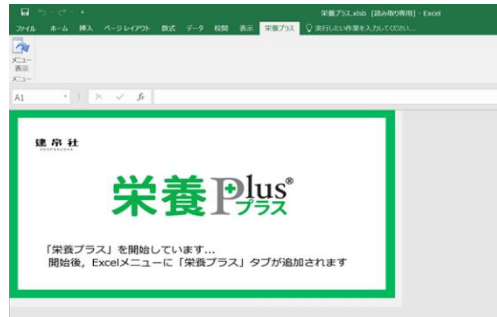 栄養プラス.xlsb [読み取り専用] - Excel
ファイル ホーム 挿入 ページレイアウト 数式 データ 校閲 表示 栄養プラス 実行したい作業を入力してください...
メニュー
表示
メニュー
A1 fx
建帛社
栄養Plus®
プラス
「栄養プラス」を開始しています...
開始後，Excelメニューに「栄養プラス」タブが追加されます